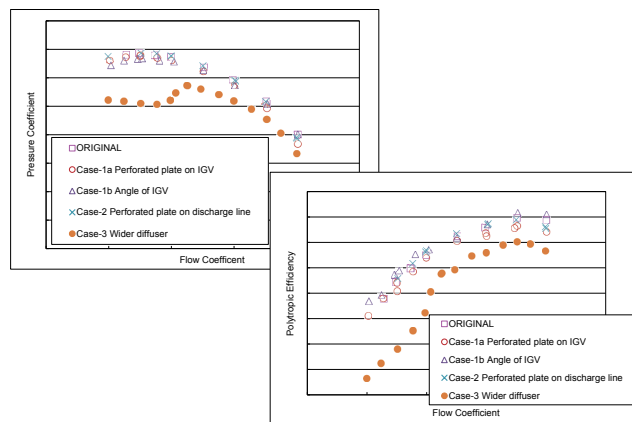 Pressure Coefficient
ORIGINAL
Case-1a Perforated plate on IGV
Case-1b Angle of IGV
Case-2 Perforated plate on discharge line
Case-3 Wider diffuser
Flow Coefficent
Polytropic Efficiency
ORIGINAL
Case-1a Perforated plate on IGV
Case-1b Angle of IGV
Case-2 Perforated plate on discharge line
Case-3 Wider diffuser
Flow Coefficient